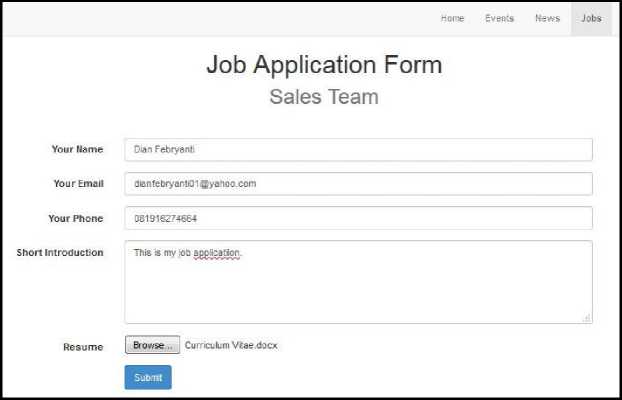 Home Events News Jobs
Job Application Form
Sales Team
Your Name Dian Febryanti
Your Email dianfebryanti01@yahoo.com
Your Phone 081916274664
Short Introduction This is my job applicatiion.
Resume Browse... Curriculum Vitae.docx
Submit